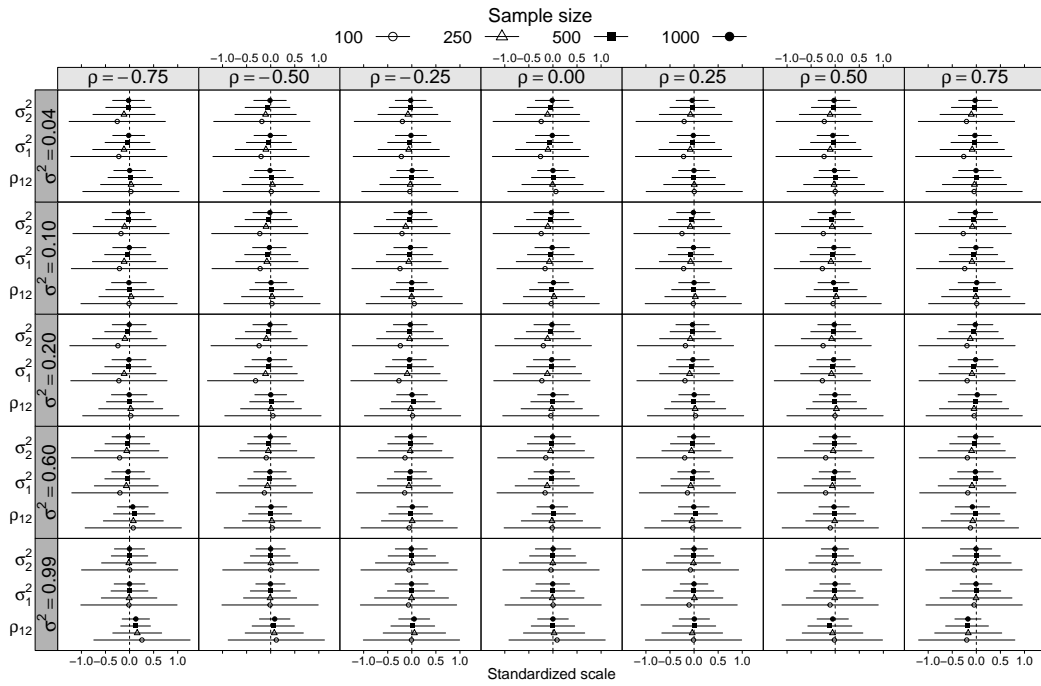 Sample size
100 250 500 1000
−1.0−0.5 0.0 0.5 1.0 −1.0−0.5 0.0 0.5 1.0 −1.0−0.5 0.0 0.5 1.0
ρ = −0.75 ρ = −0.50 ρ = −0.25 ρ = 0.00 ρ = 0.25 ρ = 0.50 ρ = 0.75
σ² = 0.04
σ₂²
σ₁²
ρ₁₂
σ² = 0.10
σ₂²
σ₁²
ρ₁₂
σ² = 0.20
σ₂²
σ₁²
ρ₁₂
σ² = 0.60
σ₂²
σ₁²
ρ₁₂
σ² = 0.99
σ₂²
σ₁²
ρ₁₂
−1.0−0.5 0.0 0.5 1.0 −1.0−0.5 0.0 0.5 1.0 −1.0−0.5 0.0 0.5 1.0 −1.0−0.5 0.0 0.5 1.0
Standardized scale